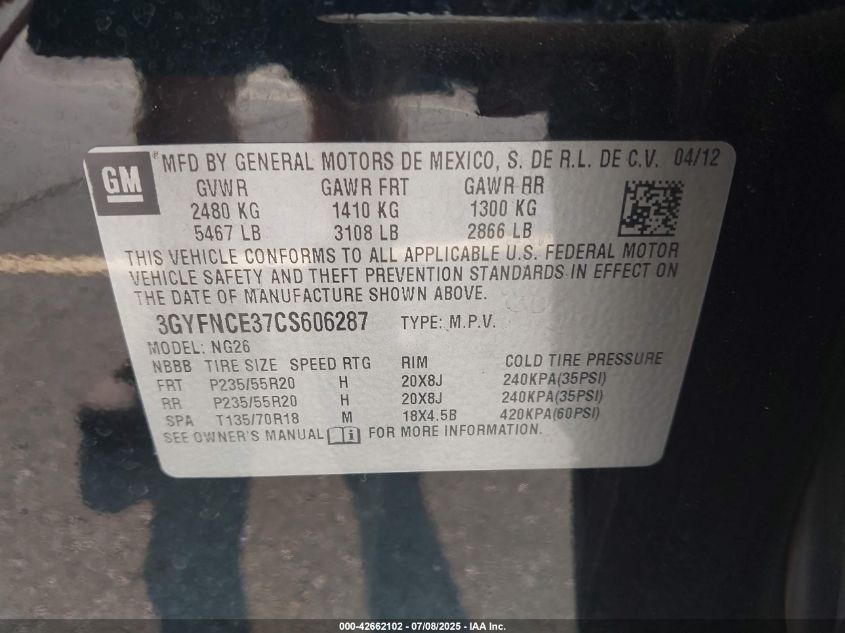 GM
® MFD BY GENERAL MOTORS DE MEXICO, S. DE R.L. DE C.V. 04/12
GVWR GAWR FRT GAWR RR
2480 KG 1410 KG 1300 KG
5467 LB 3108 LB 2866 LB
THIS VEHICLE CONFORMS TO ALL APPLICABLE U.S. FEDERAL MOTOR
VEHICLE SAFETY AND THEFT PREVENTION STANDARDS IN EFFECT ON
THE DATE OF MANUFACTURE SHOWN ABOVE.
3GYFNCE37CS606287 TYPE: M.P.V.
MODEL: NG26
NBBB TIRE SIZE SPEED RTG RIM COLD TIRE PRESSURE
FRT P235/55R20 H 20X8J 240KPA(35PSI)
RR P235/55R20 H 20X8J 240KPA(35PSI)
SPA T135/70R18 M 18X4.5B 420KPA(60PSI)
SEE OWNER'S MANUAL i FOR MORE INFORMATION.
000-42662102 - 07/08/2025 - IAA Inc.